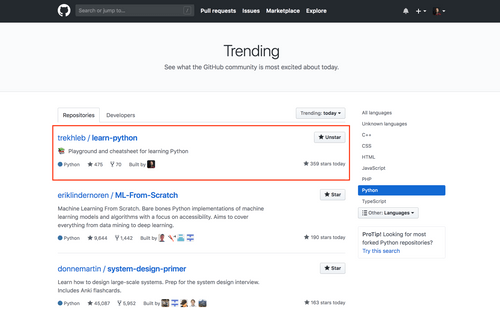 Search or jump to...
Pull requests Issues Marketplace Explore
Trending
See what the GitHub community is most excited about today.
Repositories Developers
Trending: today
trekhleb / learn-python
Unstar
Playground and cheatsheet for learning Python
Python 475 70 Built by
359 stars today
eriklindernoren / ML-From-Scratch
Star
Machine Learning From Scratch. Bare bones Python implementations of machine
learning models and algorithms with a focus on accessibility. Aims to cover
everything from data mining to deep learning.
Python 9,644 1,442 Built by
190 stars today
donnemartin / system-design-primer
Star
Learn how to design large-scale systems. Prep for the system design interview.
Includes Anki flashcards.
Python 45,087 5,952 Built by
163 stars today
All languages
Unknown languages
C++
CSS
HTML
JavaScript
PHP
Python
TypeScript
Other: Languages
ProTip! Looking for most
forked Python repositories?
Try this search